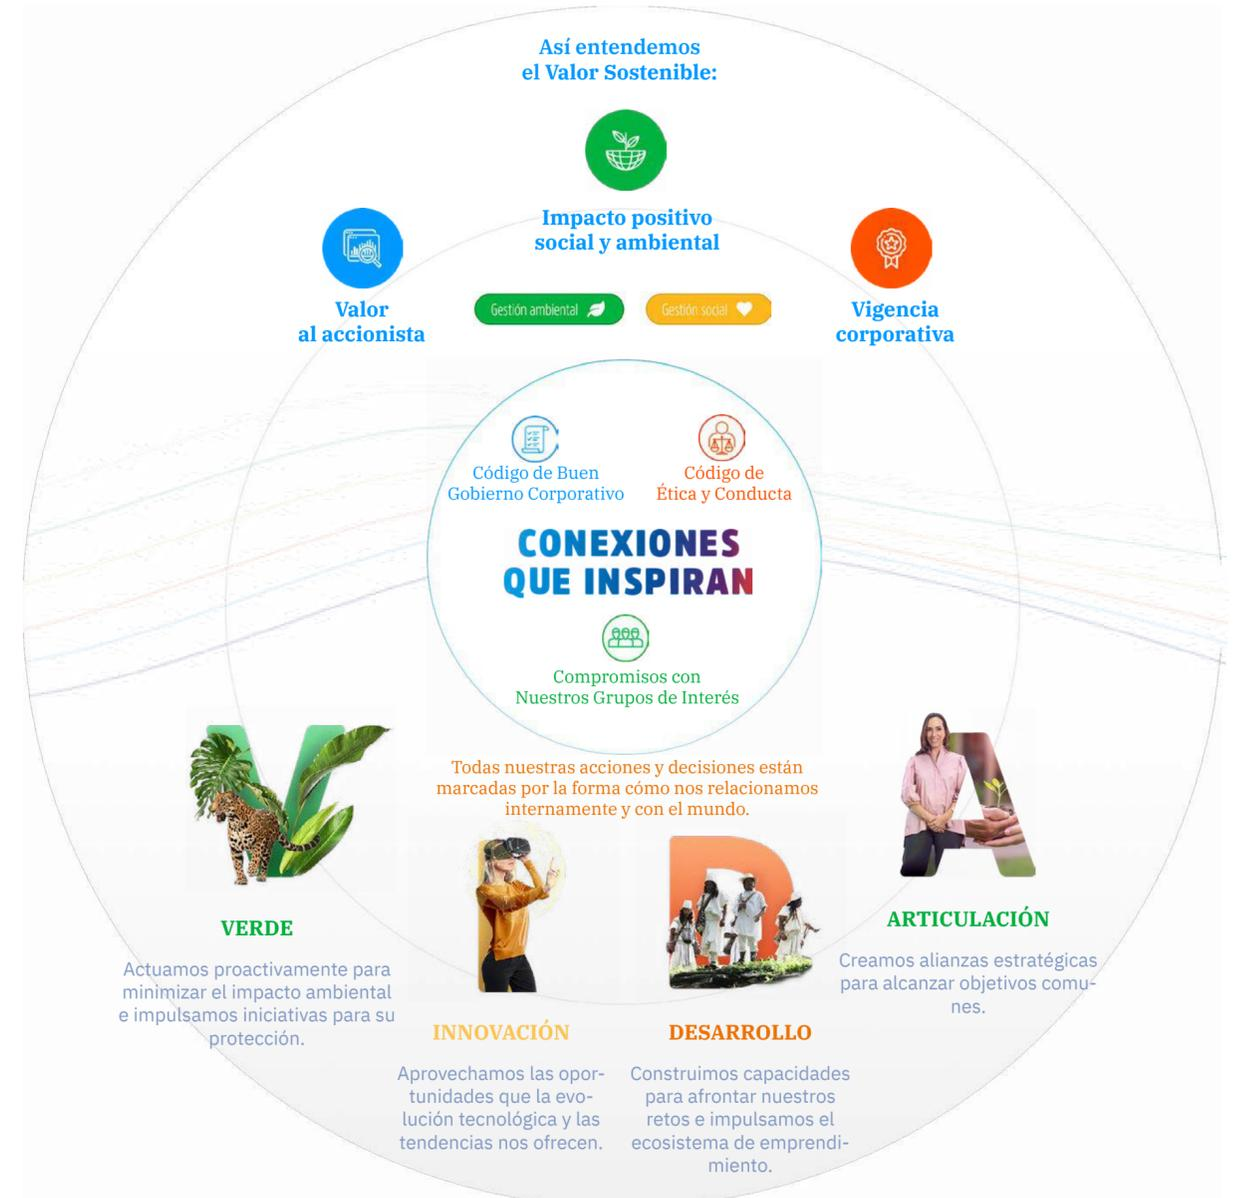 Así entendemos
el Valor Sostenible:
Impacto positivo
social y ambiental
Valor
al accionista
Gestión ambiental
Gestión social
Vigencia
corporativa
Código de Buen
Gobierno Corporativo
Código de
Ética y Conducta
CONEXIONES
QUE INSPIRAN
Compromisos con
Nuestros Grupos de Interés
Todas nuestras acciones y decisiones están
marcadas por la forma cómo nos relacionamos
internamente y con el mundo.
V
VERDE
Actuamos proactivamente para
minimizar el impacto ambiental
e impulsamos iniciativas para su
protección.
I
INNOVACIÓN
Aprovechamos las opor-
tunidades que la evo-
lución tecnológica y las
tendencias nos ofrecen.
D
DESARROLLO
Construimos capacidades
para afrontar nuestros
retos e impulsamos el
ecosistema de emprendi-
miento.
A
ARTICULACIÓN
Creamos alianzas estratégicas
para alcanzar objetivos comu-
nes.